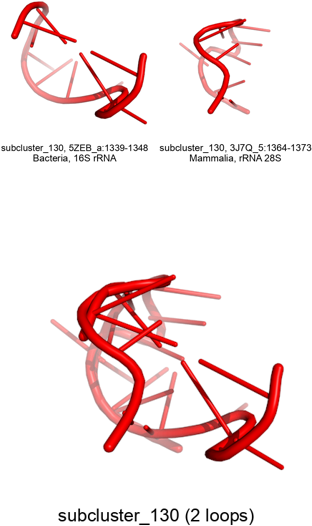 subcluster_130, 5ZEB_a:1339-1348
Bacteria, 16S rRNA
subcluster_130, 3J7Q_5:1364-1373
Mammalia, rRNA 28S
subcluster_130 (2 loops)